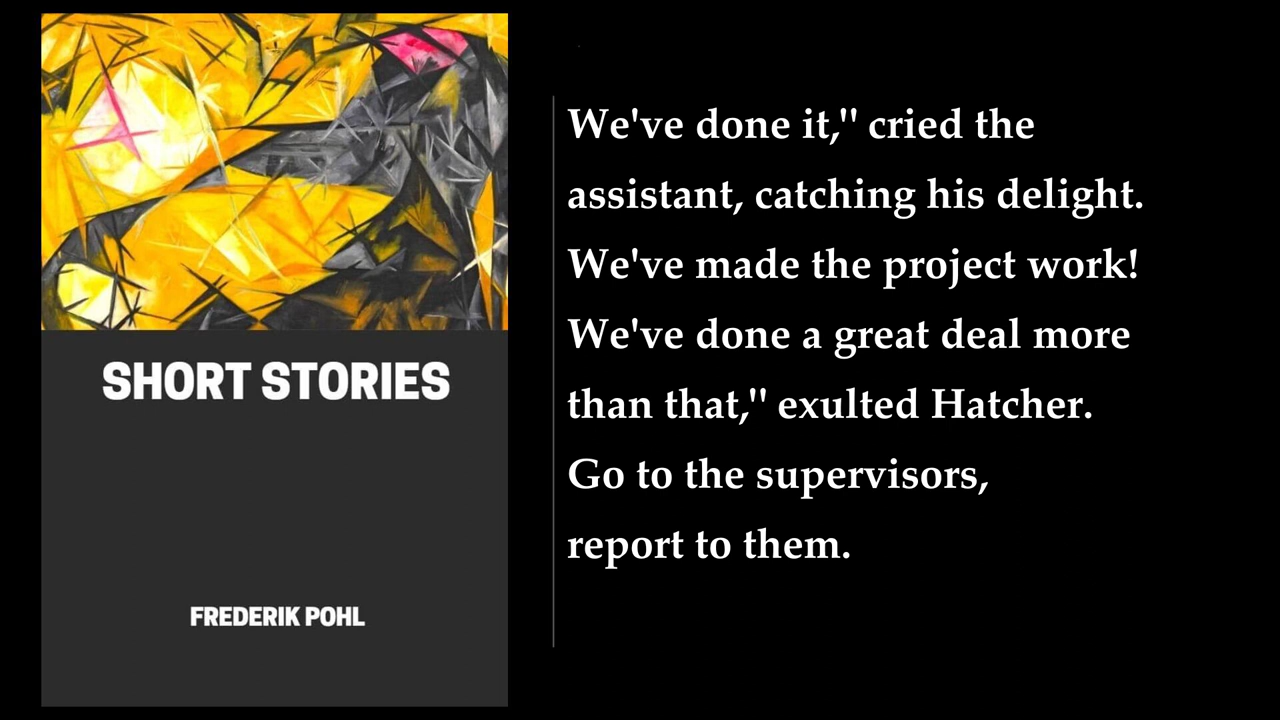 SHORT STORIES
FREDERIK POHL
We've done it," cried the
assistant, catching his delight.
We've made the project work!
We've done a great deal more
than that," exulted Hatcher.
Go to the supervisors,
report to them.